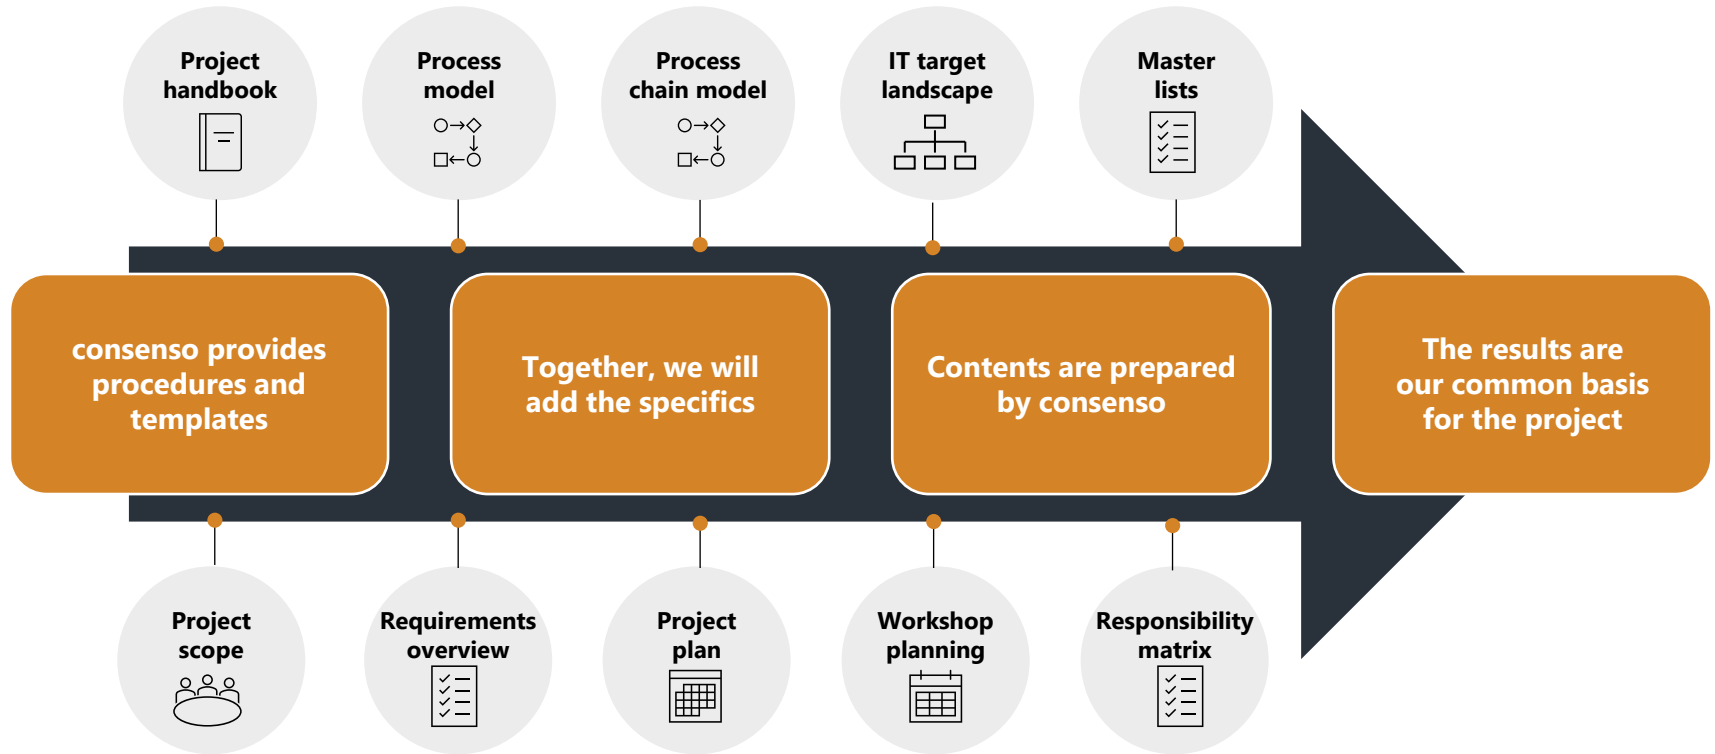 Project
handbook
Process
model
Process
chain model
IT target
landscape
Master
lists
consenso provides
procedures and
templates
Together, we will
add the specifics
Contents are prepared
by consenso
The results are
our common basis
for the project
Project
scope
Requirements
overview
Project
plan
Workshop
planning
Responsibility
matrix